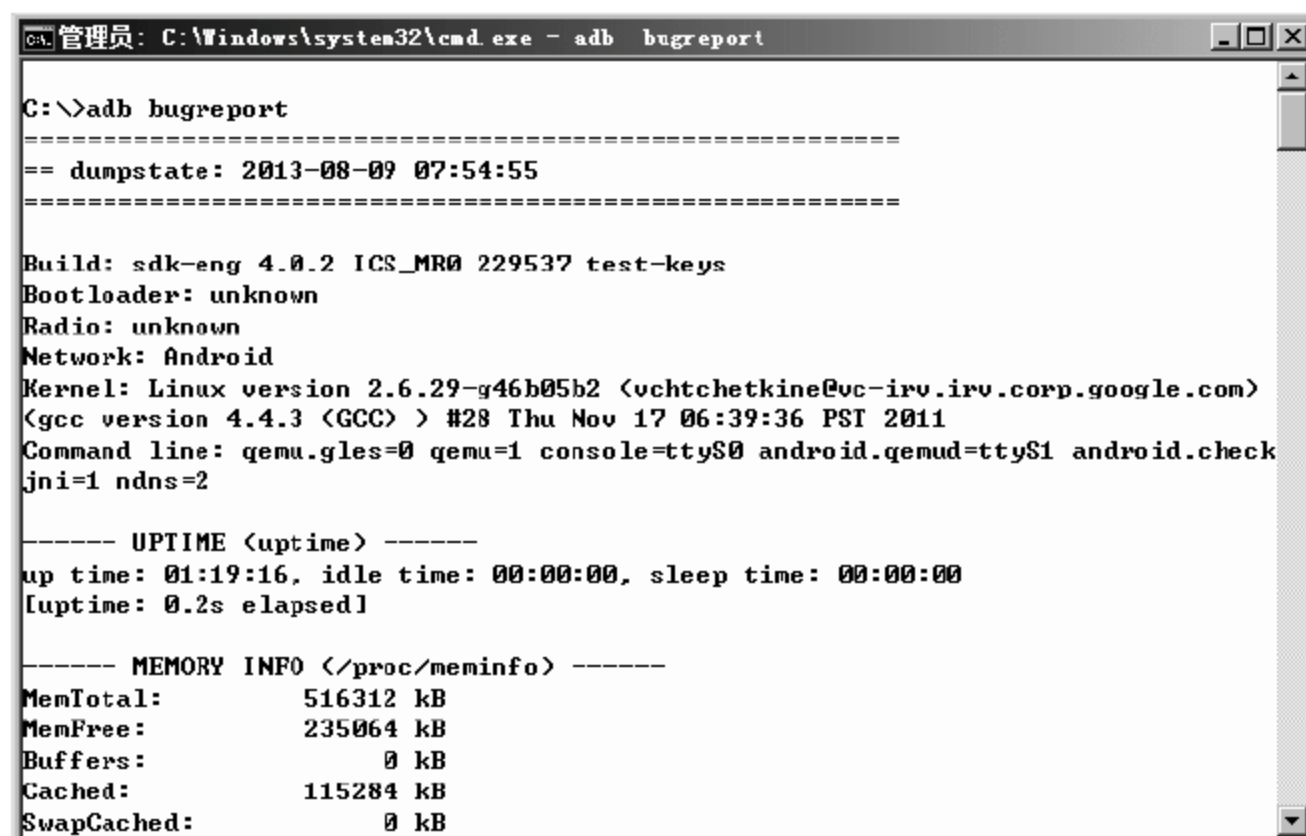 管理员: C:\Windows\system32\cmd.exe - adb  bugreport
C:\>adb bugreport
========================================================
== dumpstate: 2013-08-09 07:54:55
========================================================
Build: sdk-eng 4.0.2 ICS_MR0 229537 test-keys
Bootloader: unknown
Radio: unknown
Network: Android
Kernel: Linux version 2.6.29-g46b05b2 (vchtchetkine@vc-irv.irv.corp.google.com)
(gcc version 4.4.3 (GCC) ) #28 Thu Nov 17 06:39:36 PST 2011
Command line: qemu.gles=0 qemu=1 console=ttyS0 android.qemud=ttyS1 android.check
jni=1 ndns=2
------ UPTIME (uptime) ------
up time: 01:19:16, idle time: 00:00:00, sleep time: 00:00:00
[uptime: 0.2s elapsed]
------ MEMORY INFO (/proc/meminfo) ------
MemTotal:         516312 kB
MemFree:          235064 kB
Buffers:               0 kB
Cached:           115284 kB
SwapCached:            0 kB